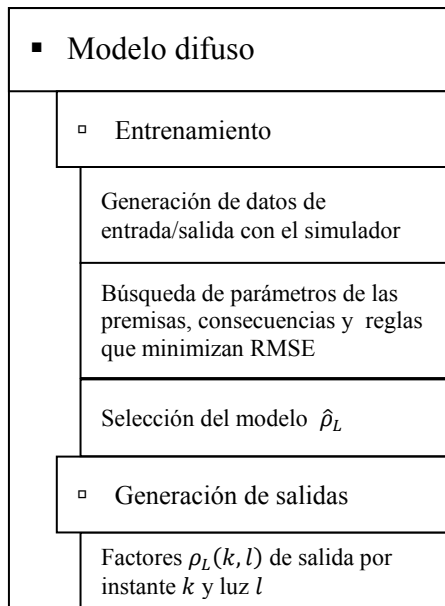 ▪ Modelo difuso
▫ Entrenamiento
Generación de datos de
entrada/salida con el simulador
Búsqueda de parámetros de las
premisas, consecuencias y reglas
que minimizan RMSE
Selección del modelo ρ̂_L
▫ Generación de salidas
Factores ρ_L(k, l) de salida por
instante k y luz l